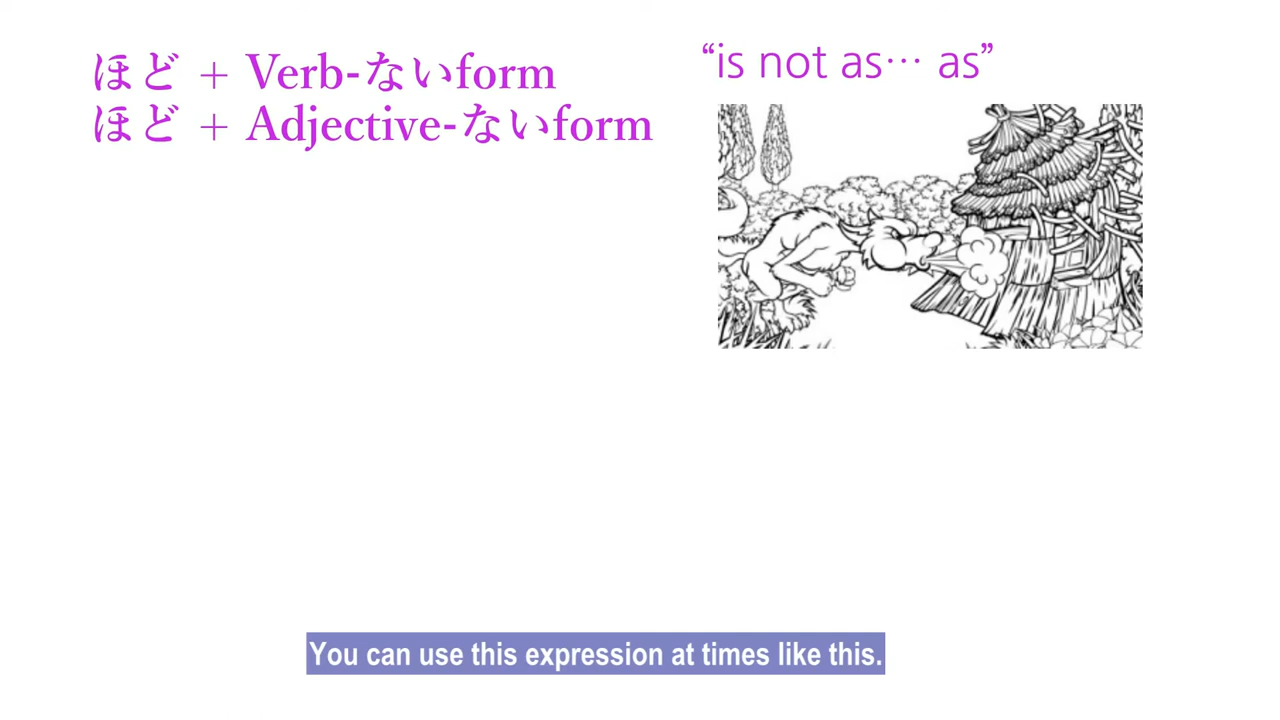 ほど + Verb-ないform
ほど + Adjective-ないform
“is not as… as”
You can use this expression at times like this.